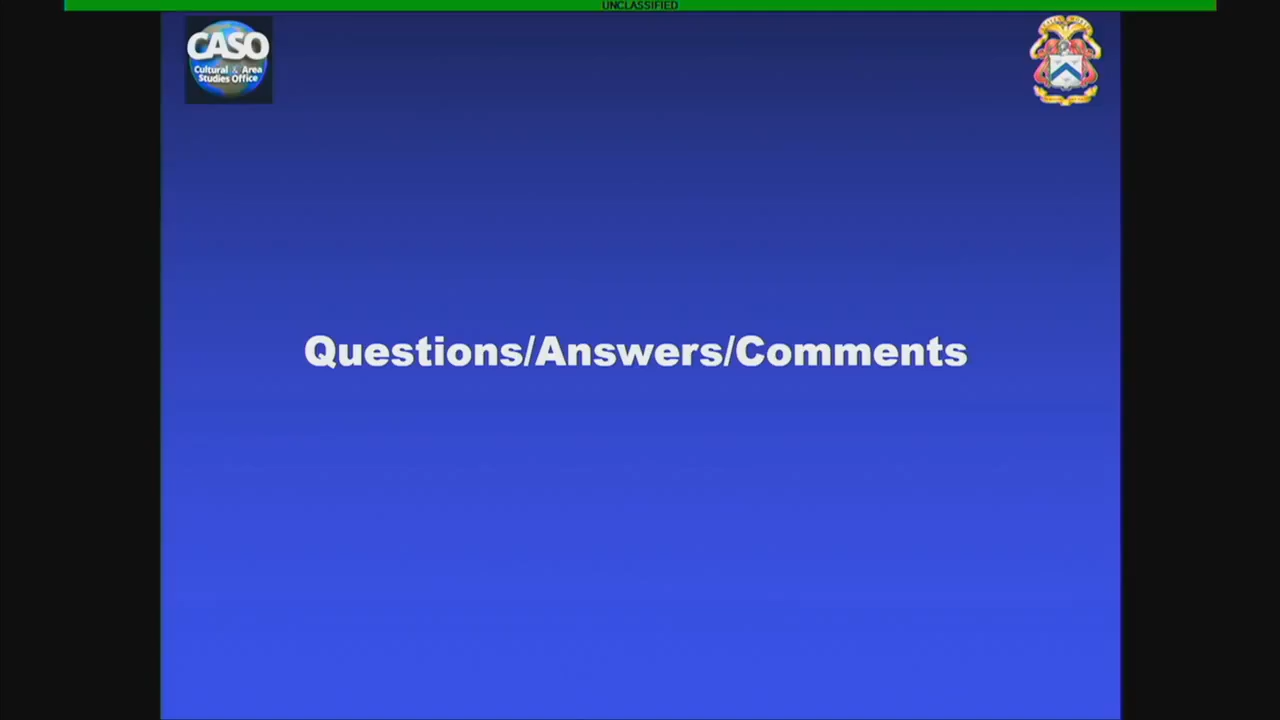 UNCLASSIFIED
CASO
Cultural & Area
Studies Office
Questions/Answers/Comments